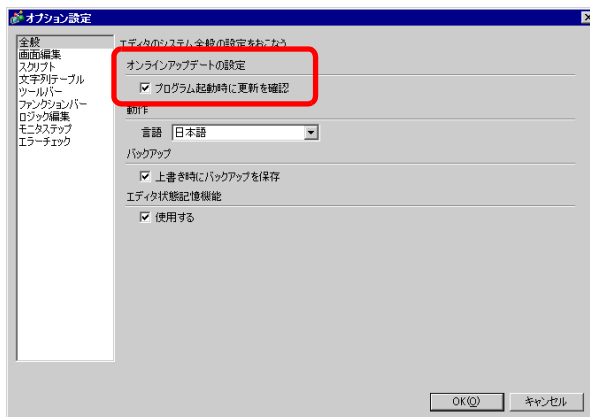 オプション設定
全般
画面編集
スクリプト
文字列テーブル
ツールバー
ファンクションバー
ロジック編集
モニタステップ
エラーチェック
エディタのシステム全般の設定をおこなう
オンラインアップデートの設定
プログラム起動時に更新を確認
動作
言語 日本語
バックアップ
上書き時にバックアップを保存
エディタ状態記憶機能
使用する
OK(O) キャンセル